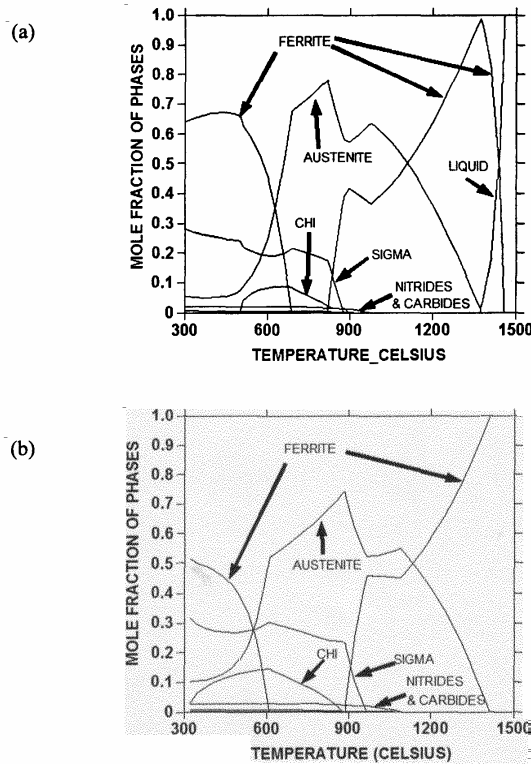 (a)
MOLE FRACTION OF PHASES
1.0
0.9
0.8
0.7
0.6
0.5
0.4
0.3
0.2
0.1
0
FERRITE
AUSTENITE
LIQUID
CHI
SIGMA
NITRIDES
& CARBIDES
300 600 900 1200 1500
TEMPERATURE_CELSIUS
(b)
MOLE FRACTION OF PHASES
1.0
0.9
0.8
0.7
0.6
0.5
0.4
0.3
0.2
0.1
0
FERRITE
AUSTENITE
CHI
SIGMA
NITRIDES
& CARBIDES
300 600 900 1200 1500
TEMPERATURE (CELSIUS)